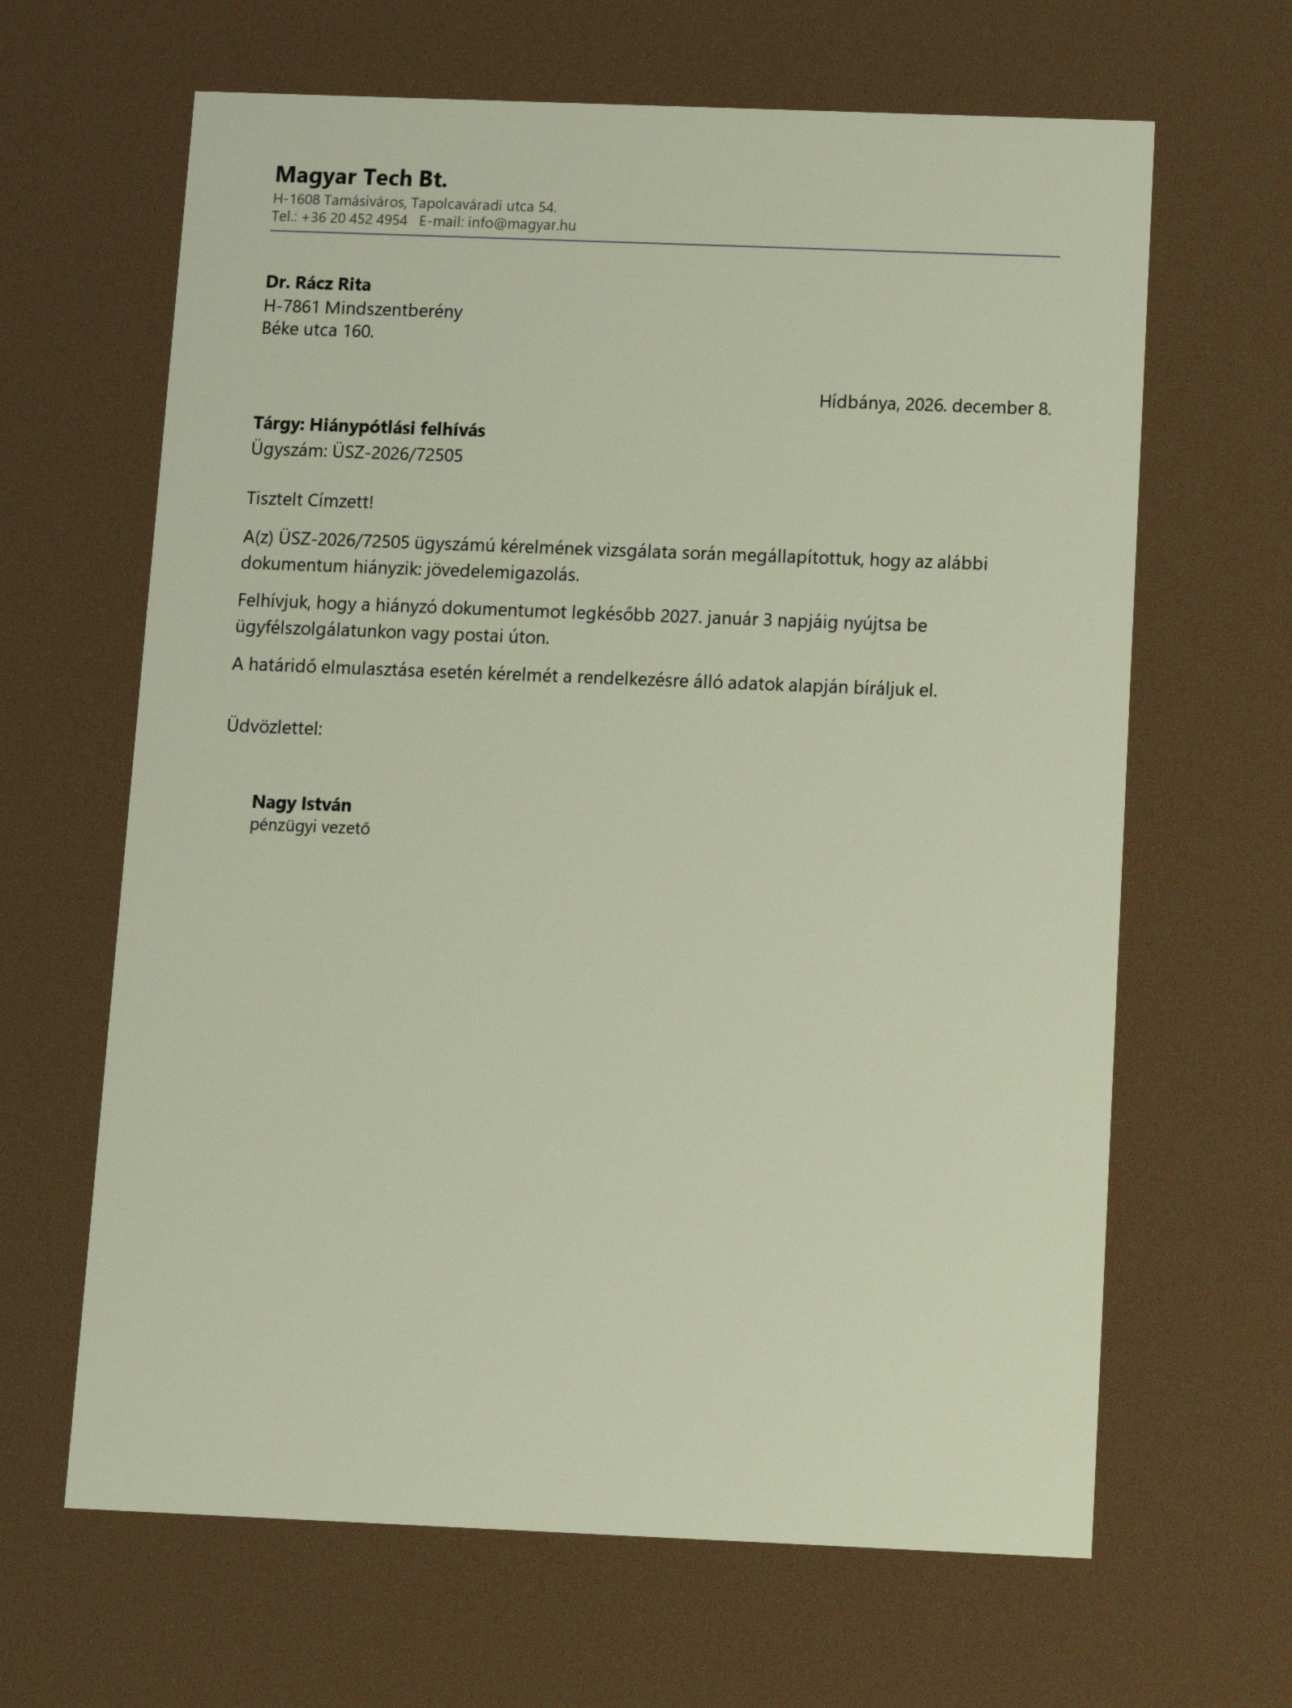 Magyar Tech Bt.
H-1608 Tamásiváros, Tapolcaváradi utca 54.
Tel.: +36 20 452 4954   E-mail: info@magyar.hu
Dr. Rácz Rita
H-7861 Mindszentberény
Béke utca 160.
Hídbánya, 2026. december 8.
Tárgy: Hiánypótlási felhívás
Ügyszám: ÜSZ-2026/72505
Tisztelt Címzett!
A(z) ÜSZ-2026/72505 ügyszámú kérelmének vizsgálata során megállapítottuk, hogy az alábbi
dokumentum hiányzik: jövedelemigazolás.
Felhívjuk, hogy a hiányzó dokumentumot legkésőbb 2027. január 3 napjáig nyújtsa be
ügyfélszolgálatunkon vagy postai úton.
A határidő elmulasztása esetén kérelmét a rendelkezésre álló adatok alapján bíráljuk el.
Üdvözlettel:
Nagy István
pénzügyi vezető